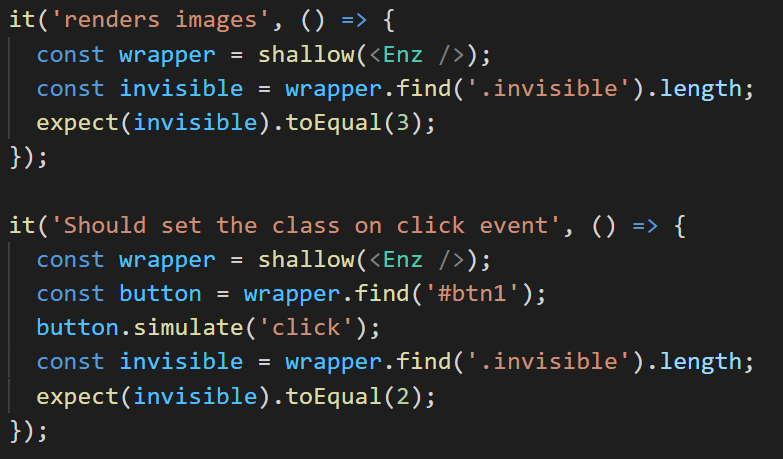 it('renders images', () => {
  const wrapper = shallow(<Enz />);
  const invisible = wrapper.find('.invisible').length;
  expect(invisible).toEqual(3);
});

it('Should set the class on click event', () => {
  const wrapper = shallow(<Enz />);
  const button = wrapper.find('#btn1');
  button.simulate('click');
  const invisible = wrapper.find('.invisible').length;
  expect(invisible).toEqual(2);
});